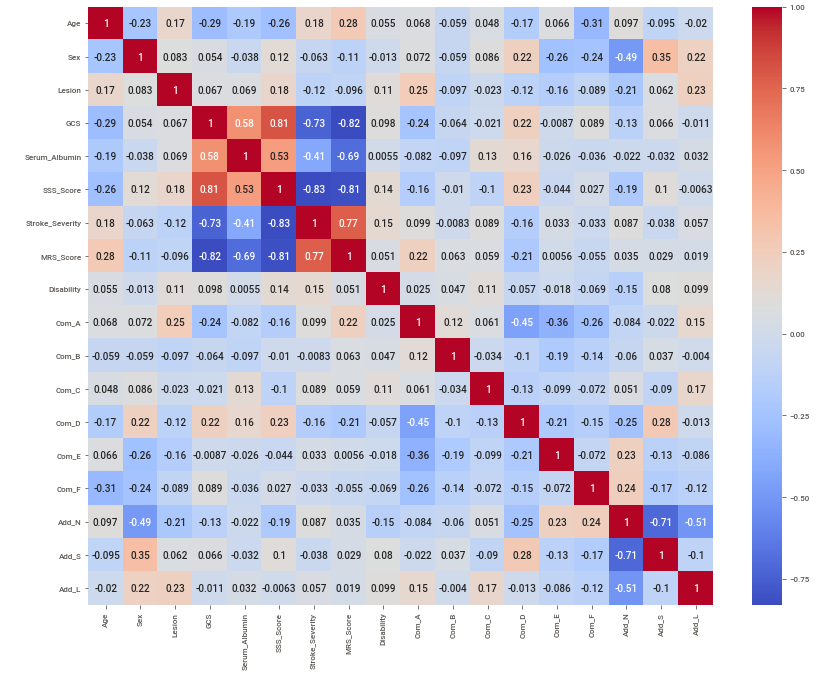 Age 1 -0.23 0.17 -0.29 -0.19 -0.26 0.18 0.28 0.055 0.068 -0.059 0.048 -0.17 0.066 -0.31 0.097 -0.095 -0.02
Sex -0.23 1 0.083 0.054 -0.038 0.12 -0.063 -0.11 -0.013 0.072 -0.059 0.086 0.22 -0.26 -0.24 -0.49 0.35 0.22
Lesion 0.17 0.083 1 0.067 0.069 0.18 -0.12 -0.096 0.11 0.25 -0.097 -0.023 -0.12 -0.16 -0.089 -0.21 0.062 0.23
GCS -0.29 0.054 0.067 1 0.58 0.81 -0.73 -0.82 0.098 -0.24 -0.064 -0.021 0.22 -0.0087 0.089 -0.13 0.066 -0.011
Serum_Albumin -0.19 -0.038 0.069 0.58 1 0.53 -0.41 -0.69 0.0055 -0.082 -0.097 0.13 0.16 -0.026 -0.036 -0.022 -0.032 0.032
SSS_Score -0.26 0.12 0.18 0.81 0.53 1 -0.83 -0.81 0.14 -0.16 -0.01 -0.1 0.23 -0.044 0.027 -0.19 0.1 -0.0063
Stroke_Severity 0.18 -0.063 -0.12 -0.73 -0.41 -0.83 1 0.77 0.15 0.099 -0.0083 0.089 -0.16 0.033 -0.033 0.087 -0.038 0.057
MRS_Score 0.28 -0.11 -0.096 -0.82 -0.69 -0.81 0.77 1 0.051 0.22 0.063 0.059 -0.21 0.0056 -0.055 0.035 0.029 0.019
Disability 0.055 -0.013 0.11 0.098 0.0055 0.14 0.15 0.051 1 0.025 0.047 0.11 -0.057 -0.018 -0.069 -0.15 0.08 0.099
Com_A 0.068 0.072 0.25 -0.24 -0.082 -0.16 0.099 0.22 0.025 1 0.12 0.061 -0.45 -0.36 -0.26 -0.084 -0.022 0.15
Com_B -0.059 -0.059 -0.097 -0.064 -0.097 -0.01 -0.0083 0.063 0.047 0.12 1 -0.034 -0.1 -0.19 -0.14 -0.06 0.037 -0.004
Com_C 0.048 0.086 -0.023 -0.021 0.13 -0.1 0.089 0.059 0.11 0.061 -0.034 1 -0.13 -0.099 -0.072 0.051 -0.09 0.17
Com_D -0.17 0.22 -0.12 0.22 0.16 0.23 -0.16 -0.21 -0.057 -0.45 -0.1 -0.13 1 -0.21 -0.15 -0.25 0.28 -0.013
Com_E 0.066 -0.26 -0.16 -0.0087 -0.026 -0.044 0.033 0.0056 -0.018 -0.36 -0.19 -0.099 -0.21 1 -0.072 0.23 -0.13 -0.086
Com_F -0.31 -0.24 -0.089 0.089 -0.036 0.027 -0.033 -0.055 -0.069 -0.26 -0.14 -0.072 -0.15 -0.072 1 0.24 -0.17 -0.12
Add_N 0.097 -0.49 -0.21 -0.13 -0.022 -0.19 0.087 0.035 -0.15 -0.084 -0.06 0.051 -0.25 0.23 0.24 1 -0.71 -0.51
Add_S -0.095 0.35 0.062 0.066 -0.032 0.1 -0.038 0.029 0.08 -0.022 0.037 -0.09 0.28 -0.13 -0.17 -0.71 1 -0.1
Add_L -0.02 0.22 0.23 -0.011 0.032 -0.0063 0.057 0.019 0.099 0.15 -0.004 0.17 -0.013 -0.086 -0.12 -0.51 -0.1 1
Age Sex Lesion GCS Serum_Albumin SSS_Score Stroke_Severity MRS_Score Disability Com_A Com_B Com_C Com_D Com_E Com_F Add_N Add_S Add_L
1.00
0.75
0.50
0.25
0.00
-0.25
-0.50
-0.75